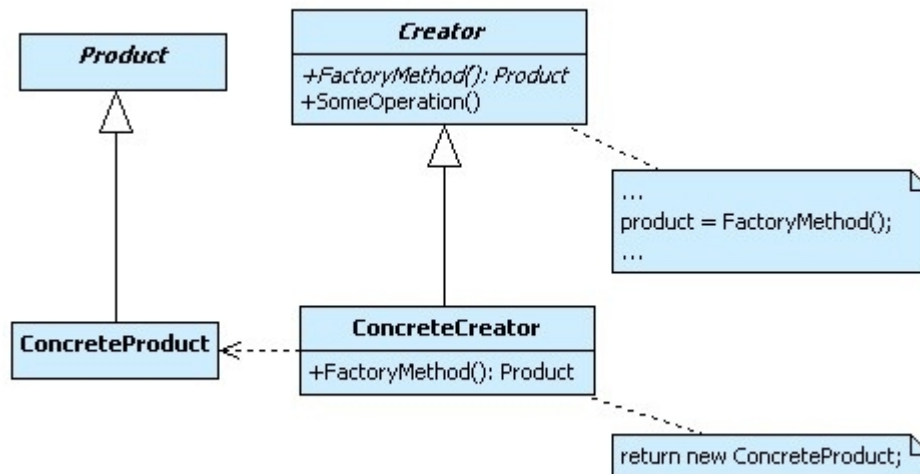 Product
Creator
+FactoryMethod(): Product
+SomeOperation()
...
product = FactoryMethod();
...
ConcreteProduct
ConcreteCreator
+FactoryMethod(): Product
return new ConcreteProduct;